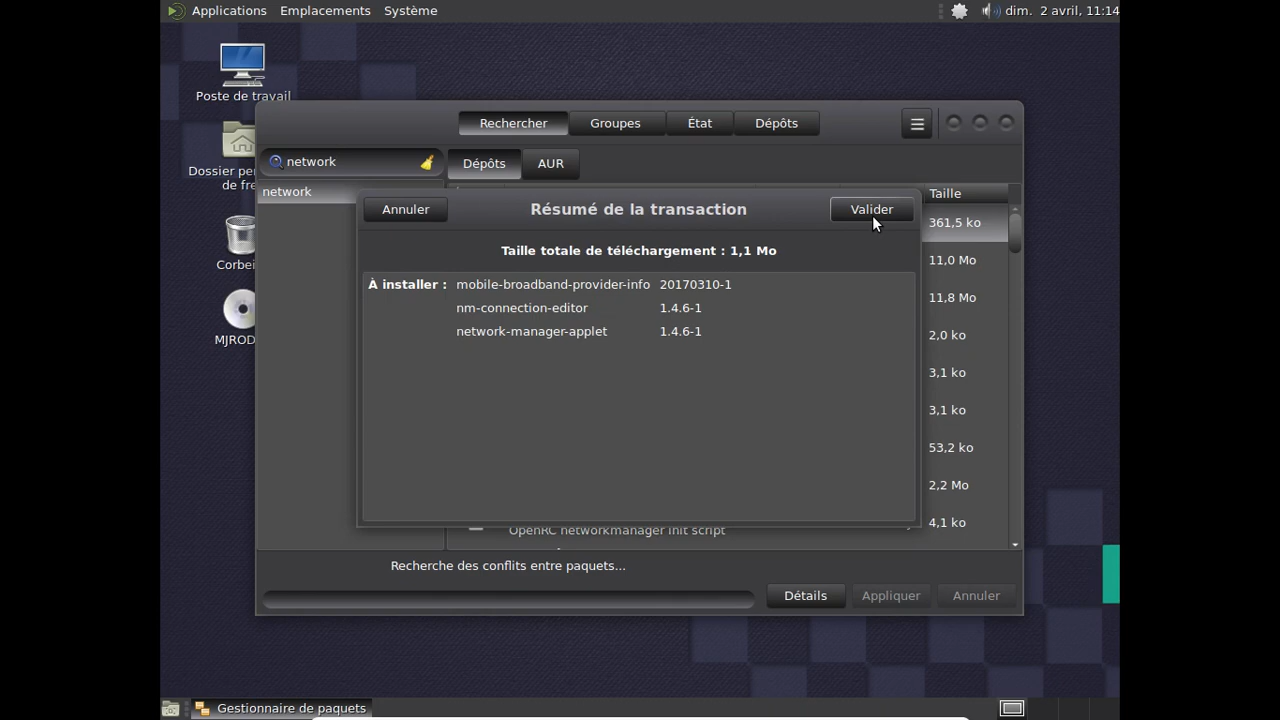 Applications Emplacements Système
dim. 2 avril, 11:14
Poste de travail
Dossier per
de fre
Corbei
MJROD
Rechercher Groupes État Dépôts
network
network
Dépôts AUR
Taille
361,5 ko
11,0 Mo
11,8 Mo
2,0 ko
3,1 ko
3,1 ko
53,2 ko
2,2 Mo
4,1 ko
Annuler Résumé de la transaction Valider
Taille totale de téléchargement : 1,1 Mo
À installer : mobile-broadband-provider-info 20170310-1
nm-connection-editor 1.4.6-1
network-manager-applet 1.4.6-1
OpenRC networkmanager init script
Recherche des conflits entre paquets...
Détails Appliquer Annuler
Gestionnaire de paquets